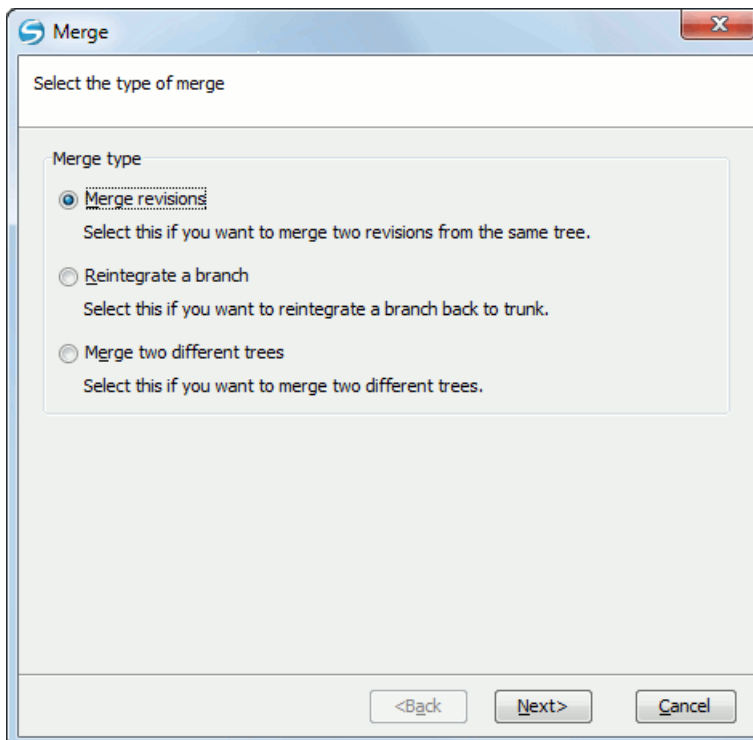 Merge
Select the type of merge
Merge type
Merge revisions
Select this if you want to merge two revisions from the same tree.
Reintegrate a branch
Select this if you want to reintegrate a branch back to trunk.
Merge two different trees
Select this if you want to merge two different trees.
<Back Next> Cancel